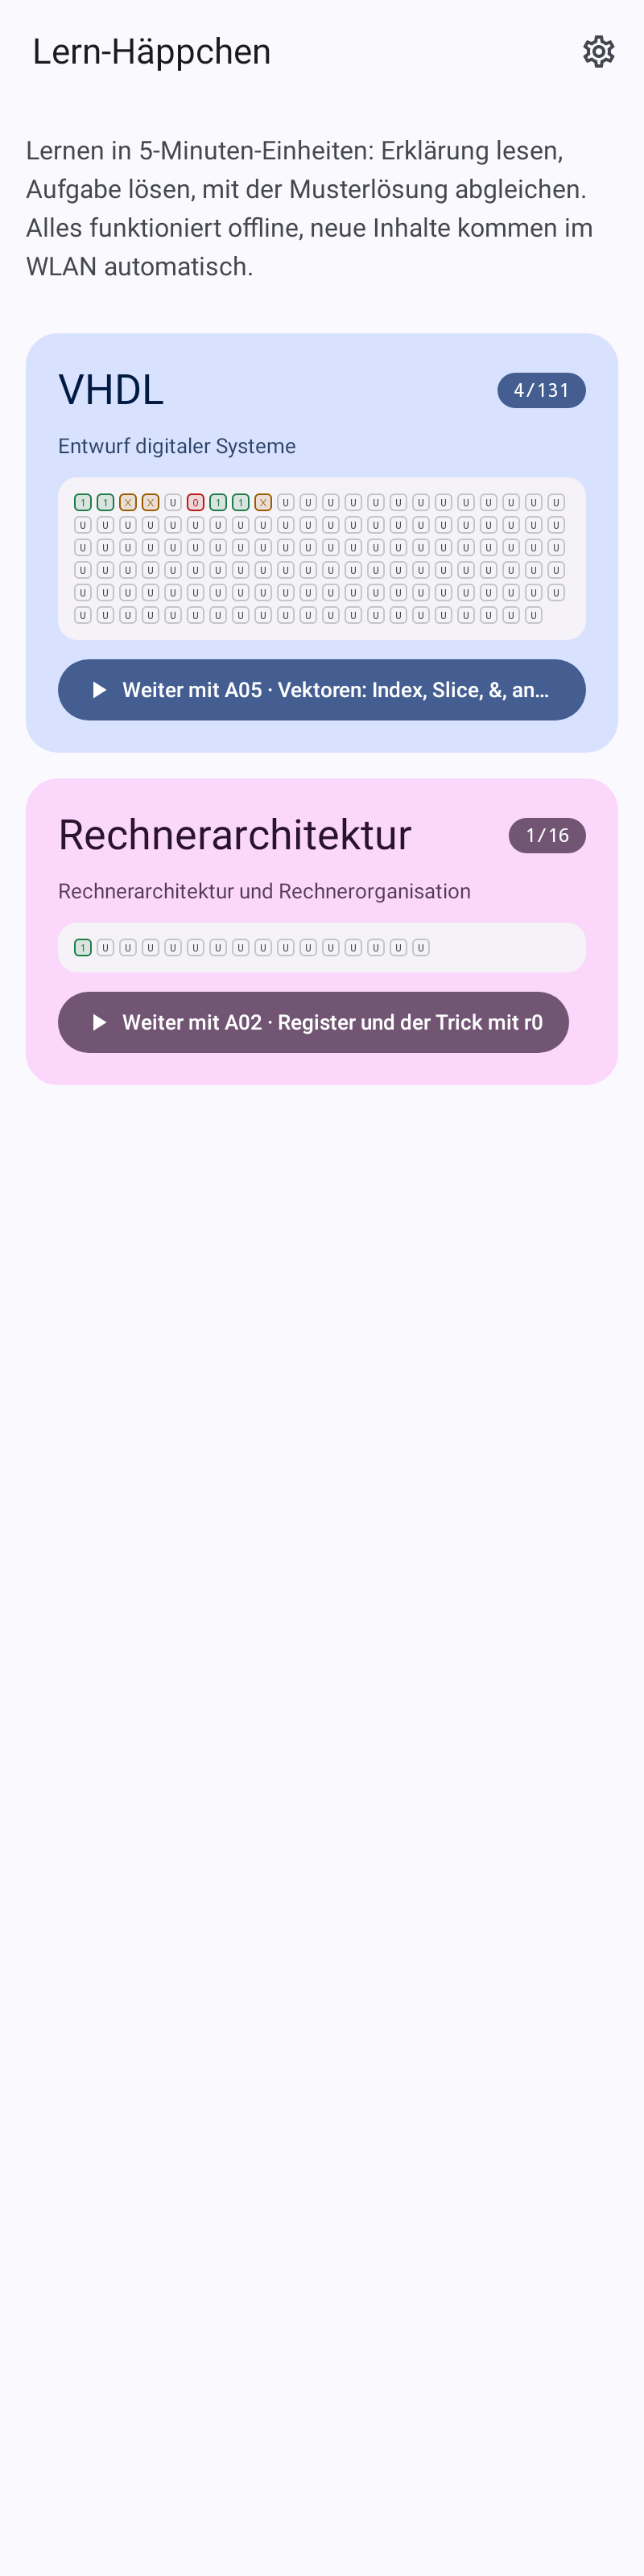 Lern-Häppchen
Lernen in 5-Minuten-Einheiten: Erklärung lesen,
Aufgabe lösen, mit der Musterlösung abgleichen.
Alles funktioniert offline, neue Inhalte kommen im
WLAN automatisch.
VHDL
4/131
Entwurf digitaler Systeme
1 1 X X U 0 1 1 X U U U U U U U U U U U U U
U U U U U U U U U U U U U U U U U U U U U U
U U U U U U U U U U U U U U U U U U U U U U
U U U U U U U U U U U U U U U U U U U U U U
U U U U U U U U U U U U U U U U U U U U U U
U U U U U U U U U U U U U U U U U U U U U
Weiter mit A05 · Vektoren: Index, Slice, &, an...
Rechnerarchitektur
1/16
Rechnerarchitektur und Rechnerorganisation
1 U U U U U U U U U U U U U U U
Weiter mit A02 · Register und der Trick mit r0